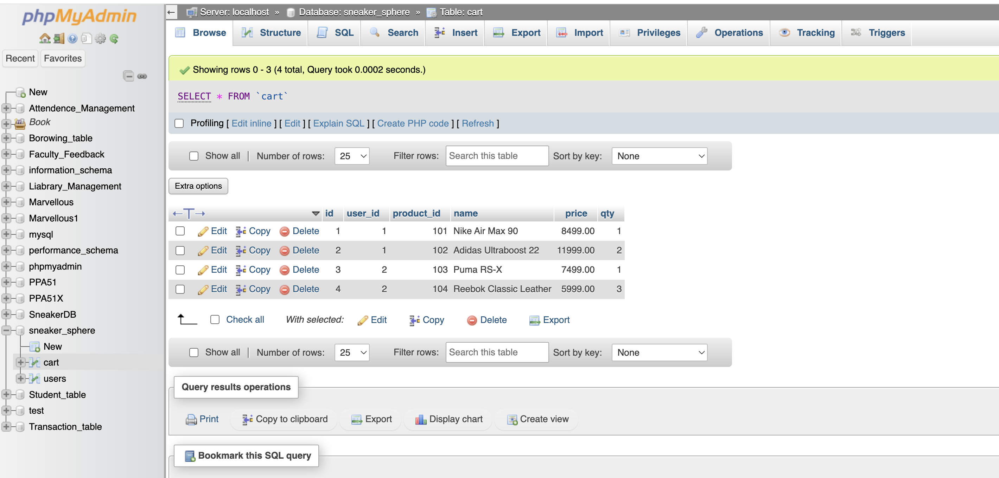 phpMyAdmin
Recent Favorites
New
Attendence_Management
Book
Borowing_table
Faculty_Feedback
information_schema
Liabrary_Management
Marvellous
Marvellous1
mysql
performance_schema
phpmyadmin
PPA51
PPA51X
SneakerDB
sneaker_sphere
New
cart
users
Student_table
test
Transaction_table
Server: localhost » Database: sneaker_sphere » Table: cart
Browse Structure SQL Search Insert Export Import Privileges Operations Tracking Triggers
Showing rows 0 - 3 (4 total, Query took 0.0002 seconds.)
SELECT * FROM `cart`
Profiling [ Edit inline ] [ Edit ] [ Explain SQL ] [ Create PHP code ] [ Refresh ]
Show all | Number of rows: 25 Filter rows: Search this table Sort by key: None
Extra options
id user_id product_id name price qty
Edit Copy Delete 1 1 101 Nike Air Max 90 8499.00 1
Edit Copy Delete 2 1 102 Adidas Ultraboost 22 11999.00 2
Edit Copy Delete 3 2 103 Puma RS-X 7499.00 1
Edit Copy Delete 4 2 104 Reebok Classic Leather 5999.00 3
Check all With selected: Edit Copy Delete Export
Show all | Number of rows: 25 Filter rows: Search this table Sort by key: None
Query results operations
Print Copy to clipboard Export Display chart Create view
Bookmark this SQL query